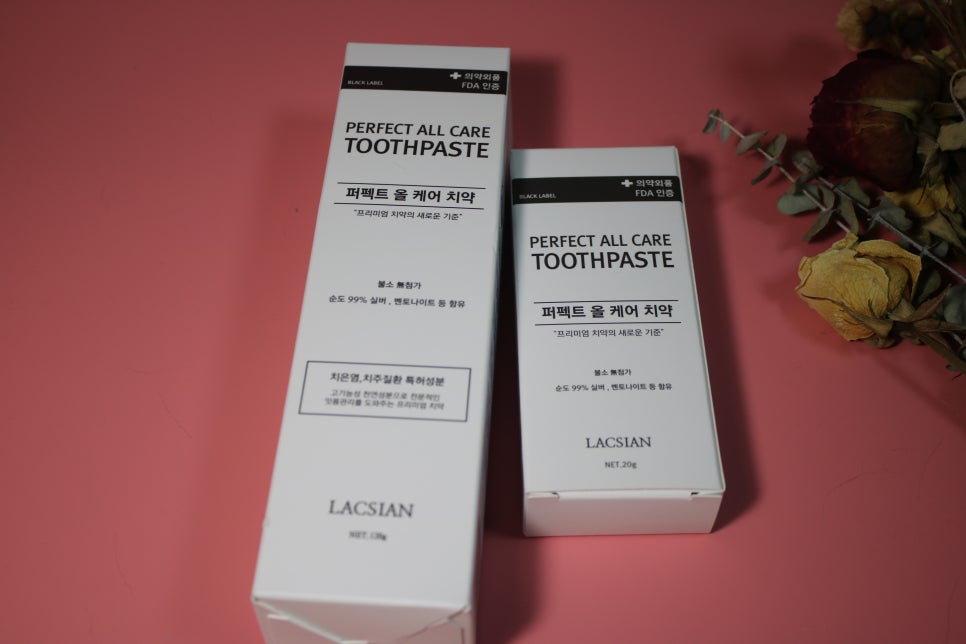 BLACK LABEL
✚ 의약외품
FDA 인증
PERFECT ALL CARE
TOOTHPASTE
퍼펙트 올 케어 치약
"프리미엄 치약의 새로운 기준"
불소 無첨가
순도 99% 실버 , 벤토나이트 등 함유
치은염,치주질환 특허성분
고기능성 천연성분으로 전문적인
잇몸관리를 도와주는 프리미엄 치약
LACSIAN
NET.120g
BLACK LABEL
✚ 의약외품
FDA 인증
PERFECT ALL CARE
TOOTHPASTE
퍼펙트 올 케어 치약
"프리미엄 치약의 새로운 기준"
불소 無첨가
순도 99% 실버 , 벤토나이트 등 함유
LACSIAN
NET.20g